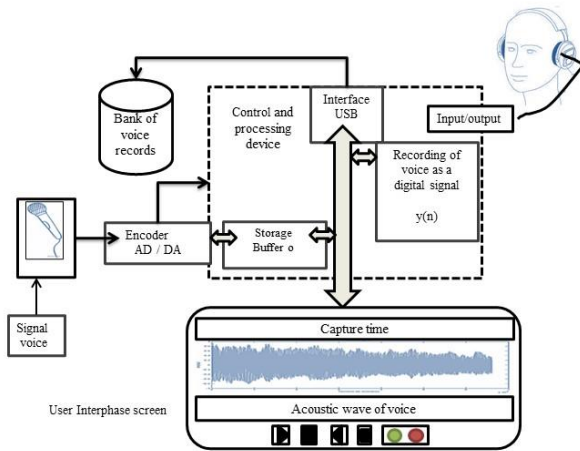 Bank of
voice
records
Control and
processing
device
Interface
USB
Input/output
Recording of
voice as a
digital signal
y(n)
Encoder
AD / DA
Storage
Buffer o
Signal
voice
Capture time
User Interphase screen
Acoustic wave of voice